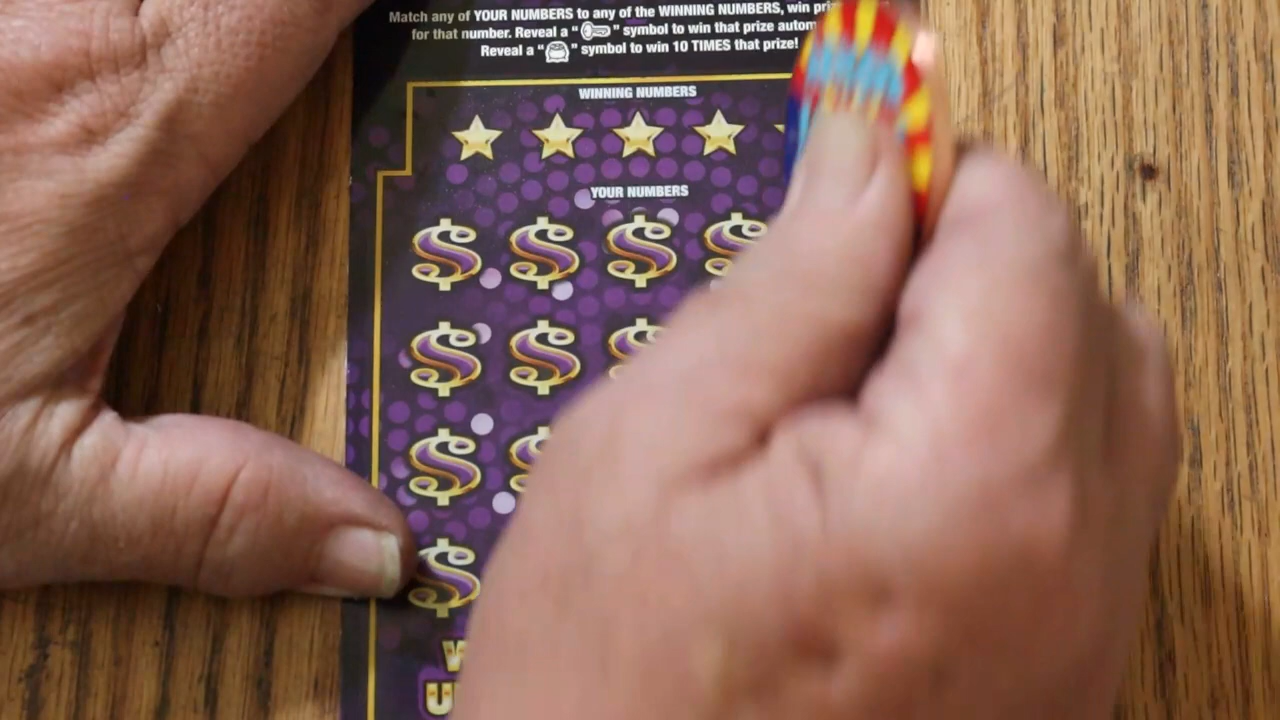 Match any of YOUR NUMBERS to any of the WINNING NUMBERS, win
for that number. Reveal a " " symbol to win that prize
Reveal a " " symbol to win 10 TIMES that prize!
WINNING NUMBERS
YOUR NUMBERS
$ $ $ $
$ $ $
$ $
$